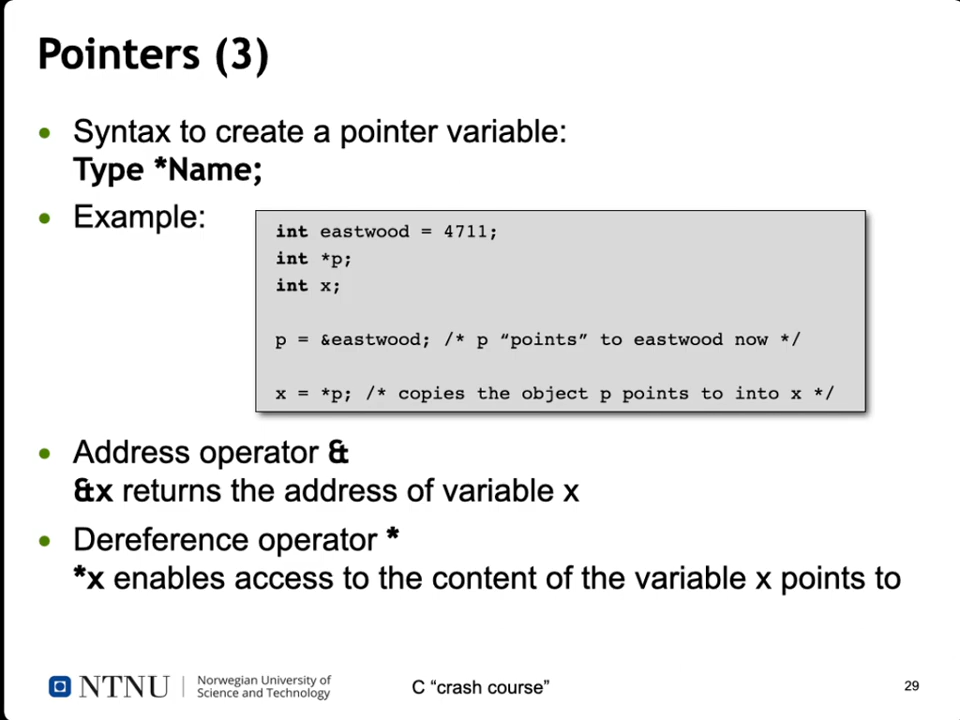 Pointers (3)
• Syntax to create a pointer variable:
Type *Name;
• Example:
int eastwood = 4711;
int *p;
int x;
p = &eastwood; /* p “points” to eastwood now */
x = *p; /* copies the object p points to into x */
• Address operator &
&x returns the address of variable x
• Dereference operator *
*x enables access to the content of the variable x points to
NTNU
Norwegian University of
Science and Technology
C “crash course”
29